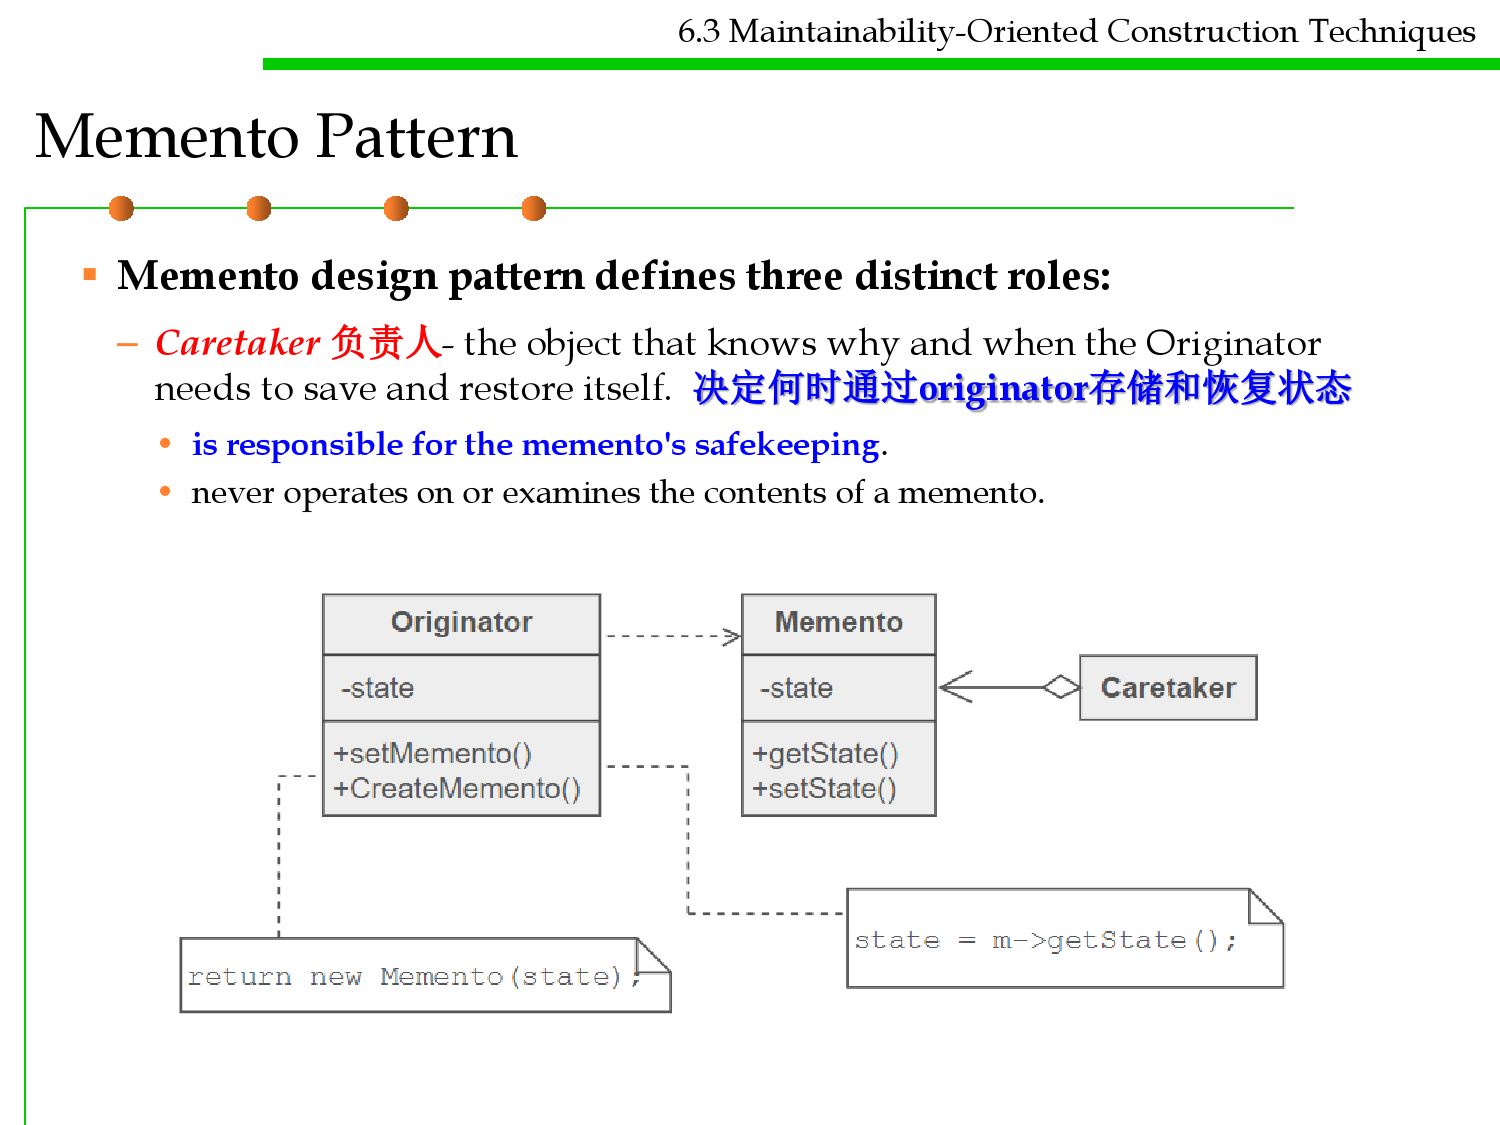 6.3 Maintainability-Oriented Construction Techniques
Memento Pattern
Memento design pattern defines three distinct roles:
– Caretaker 负责人- the object that knows why and when the Originator
needs to save and restore itself. 决定何时通过originator存储和恢复状态
• is responsible for the memento's safekeeping.
• never operates on or examines the contents of a memento.
Originator
-state
+setMemento()
+CreateMemento()
Memento
-state
+getState()
+setState()
Caretaker
state = m->getState();
return new Memento(state);